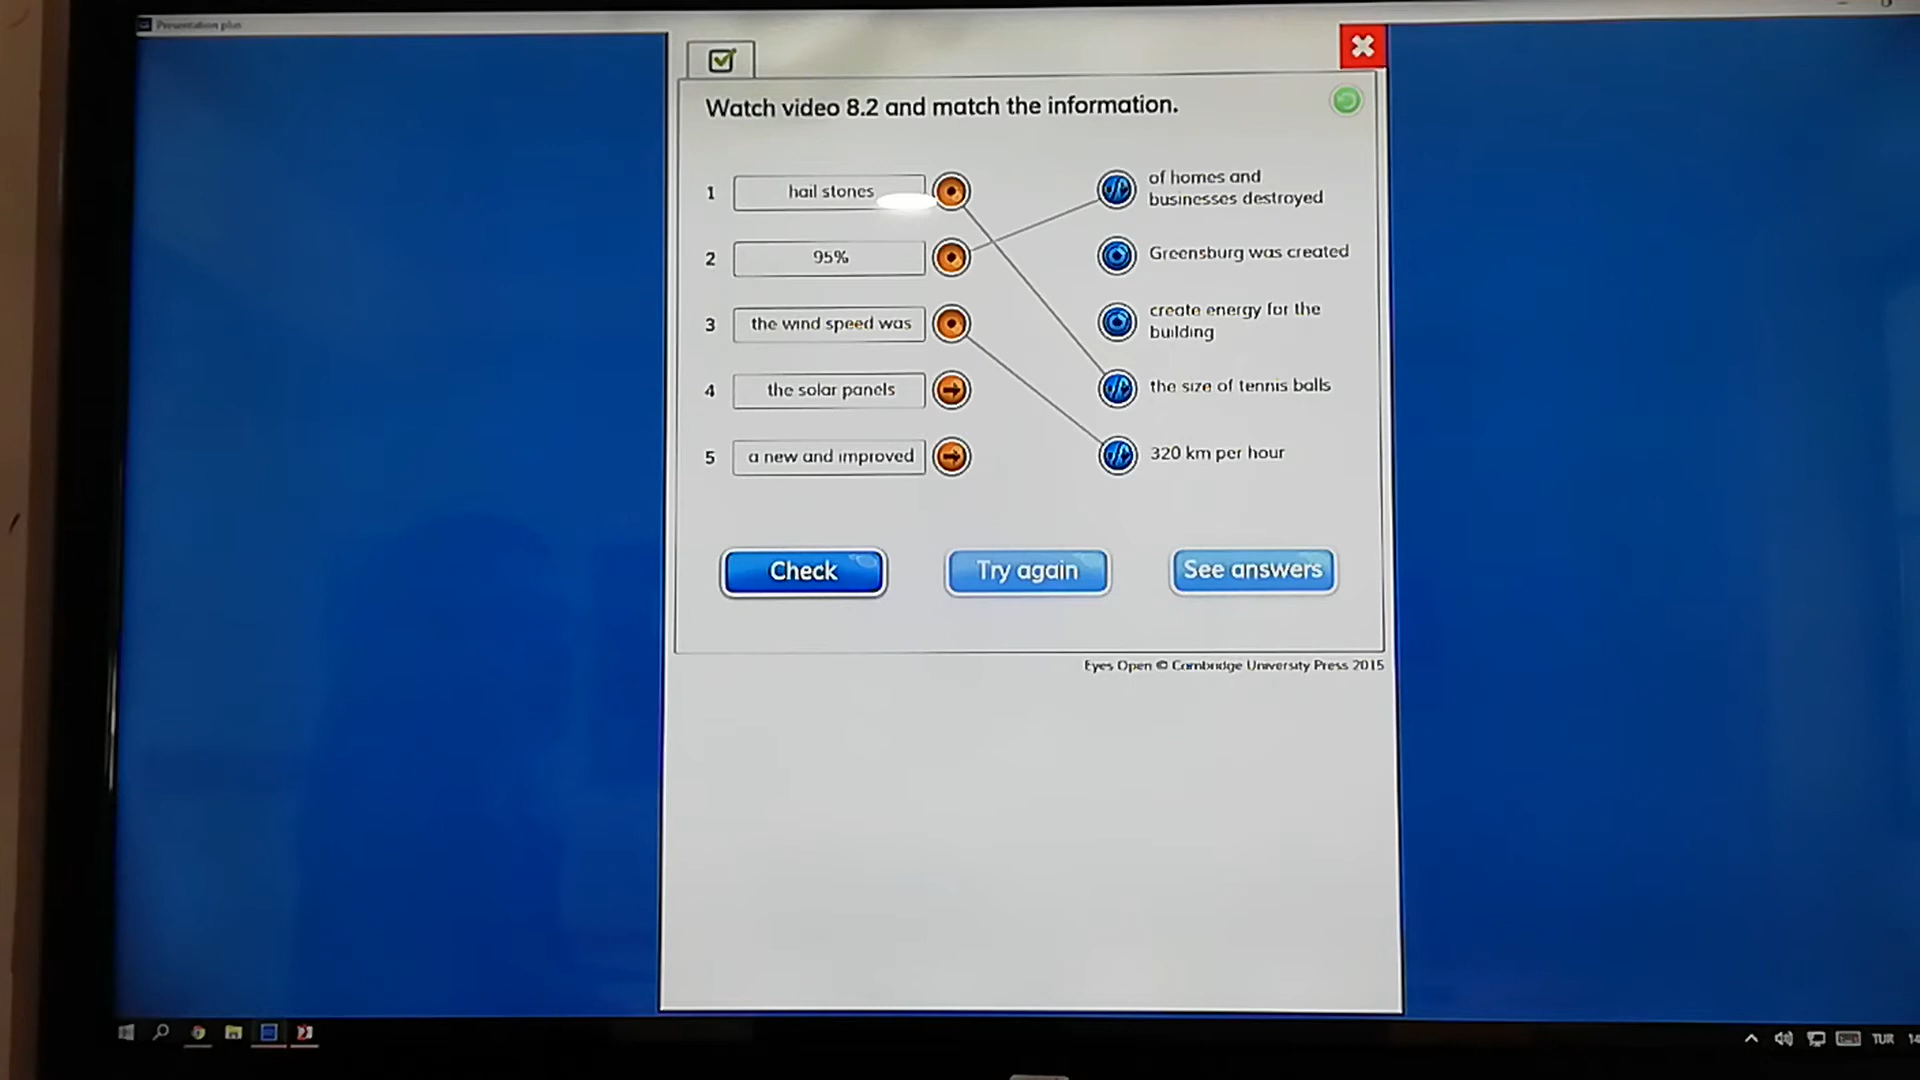 Presentation plus
Watch video 8.2 and match the information.
1 hail stones
of homes and
businesses destroyed
2 95%
Greensburg was created
3 the wind speed was
create energy for the
building
4 the solar panels
the size of tennis balls
5 a new and improved
320 km per hour
Check Try again See answers
Eyes Open © Cambridge University Press 2015
TUR